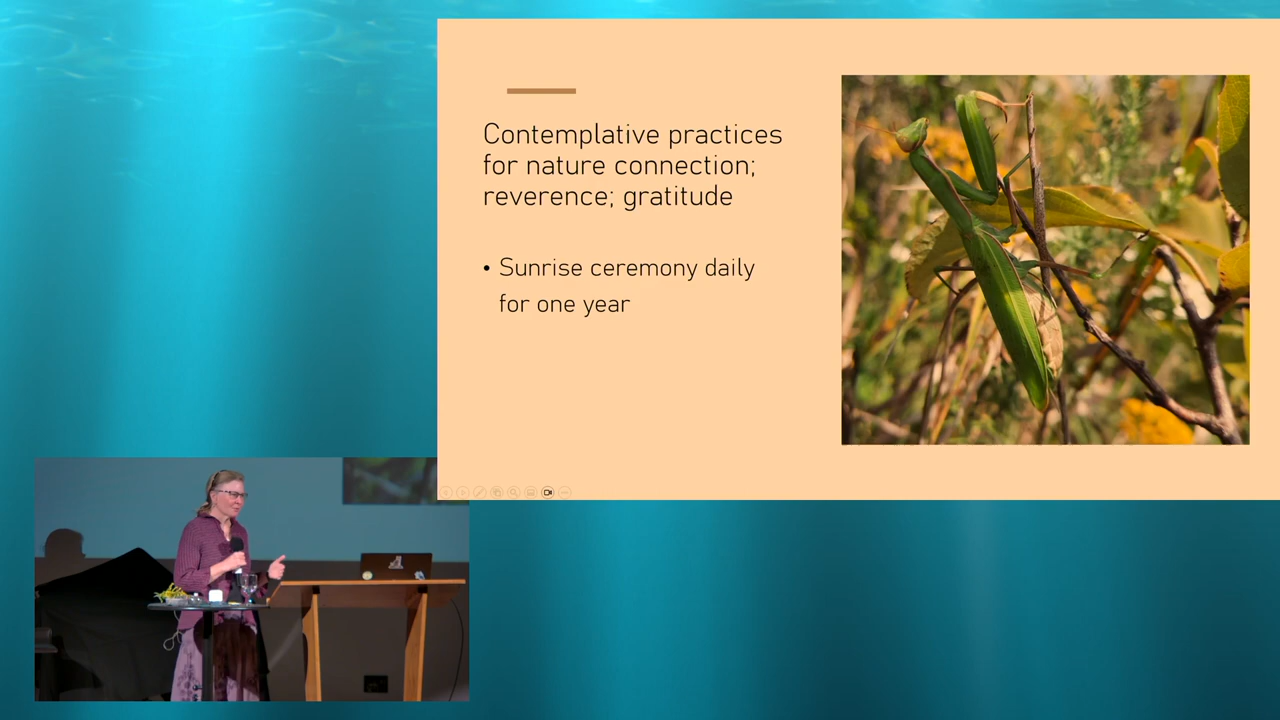 Contemplative practices
for nature connection;
reverence; gratitude
• Sunrise ceremony daily
for one year